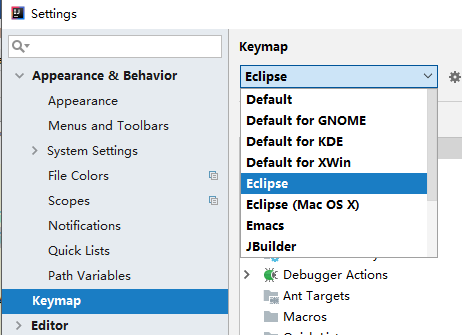 Settings
Appearance & Behavior
Appearance
Menus and Toolbars
System Settings
File Colors
Scopes
Notifications
Quick Lists
Path Variables
Keymap
Editor
Keymap
Eclipse
Default
Default for GNOME
Default for KDE
Default for XWin
Eclipse
Eclipse (Mac OS X)
Emacs
JBuilder
Debugger Actions
Ant Targets
Macros